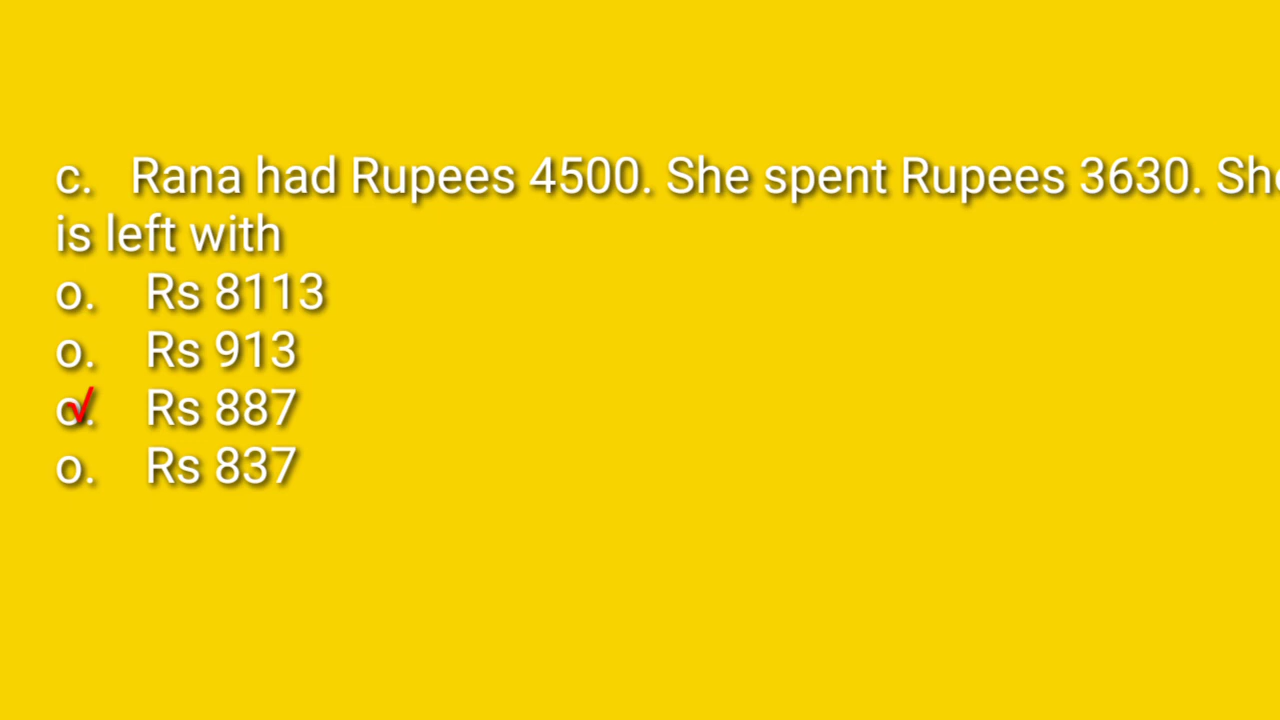 c. Rana had Rupees 4500. She spent Rupees 3630. She
is left with
o. Rs 8113
o. Rs 913
o.√ Rs 887
o. Rs 837